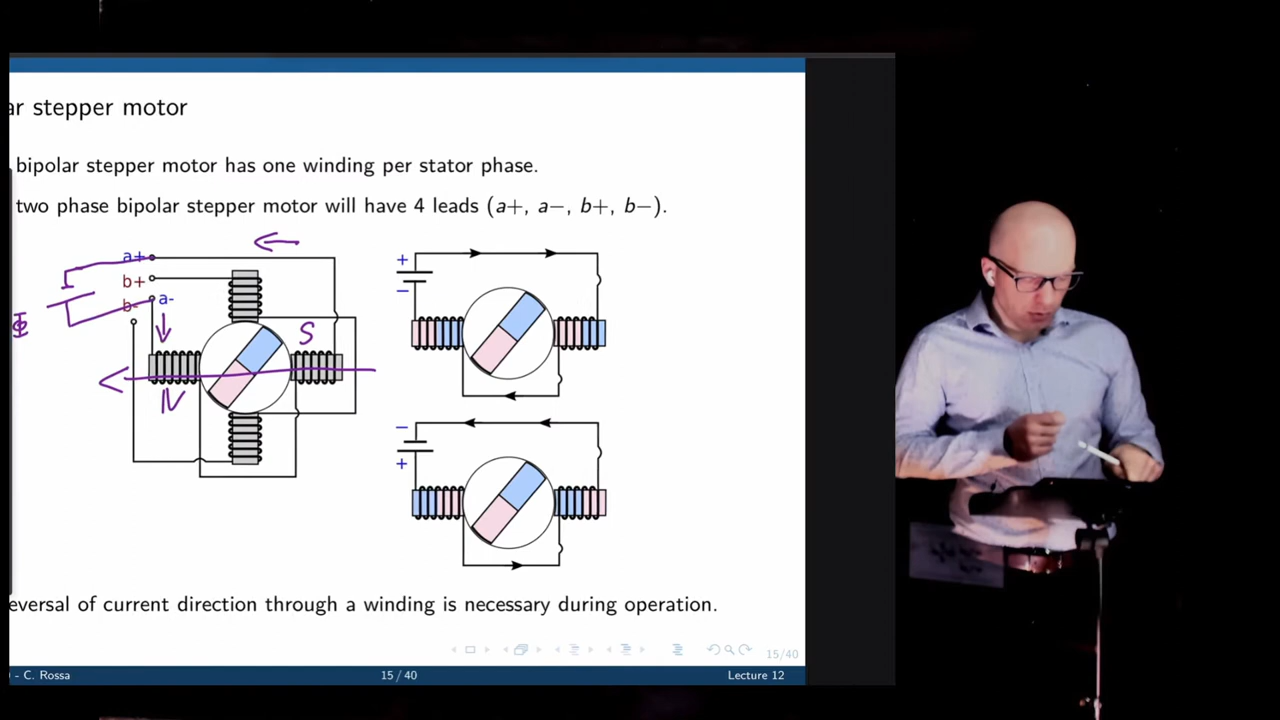 ar stepper motor
bipolar stepper motor has one winding per stator phase.
two phase bipolar stepper motor will have 4 leads (a+, a−, b+, b−).
a+
b+
b-
a-
Φ
S
N
+
−
−
+
eversal of current direction through a winding is necessary during operation.
15/40
- C. Rossa
15 / 40
Lecture 12